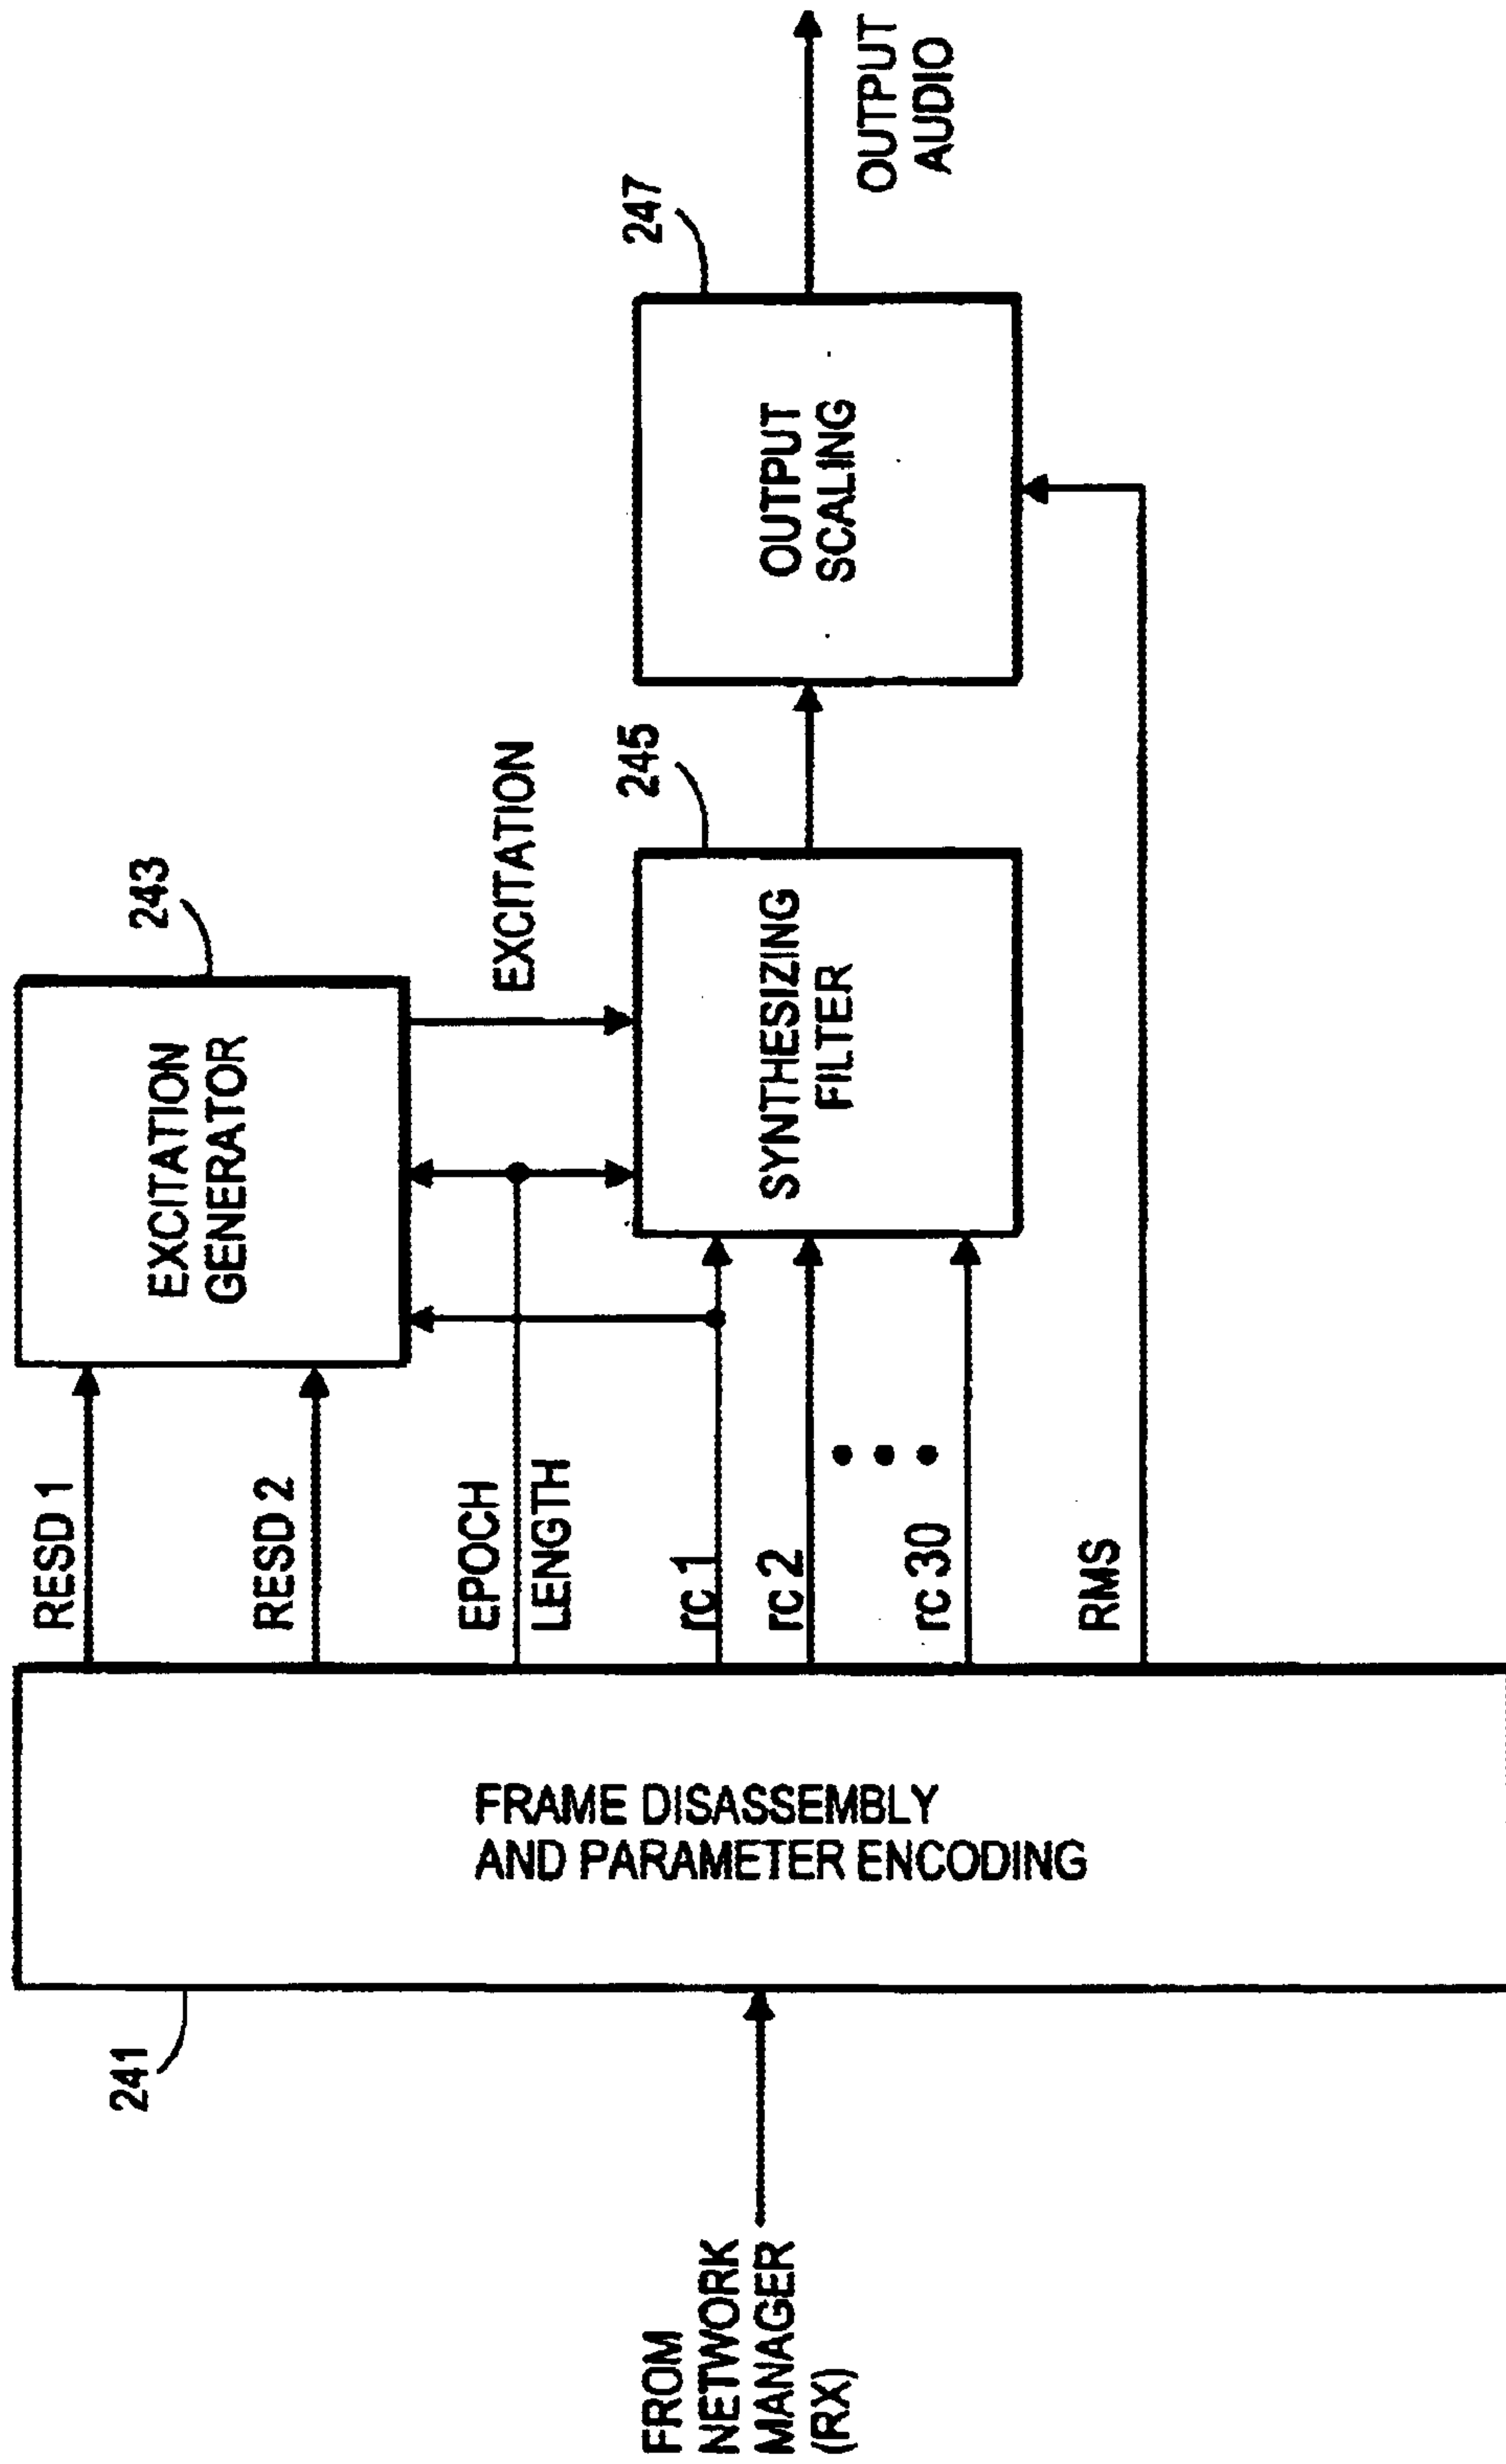 FROM
NETWORK
MANAGER
(RX)
241
FRAME DISASSEMBLY
AND PARAMETER ENCODING
RESD 1
RESD 2
EPOCH
LENGTH
rc 1
rc 2
rc 30
RMS
243
EXCITATION
GENERATOR
EXCITATION
245
SYNTHESIZING
FILTER
247
OUTPUT
SCALING
OUTPUT
AUDIO